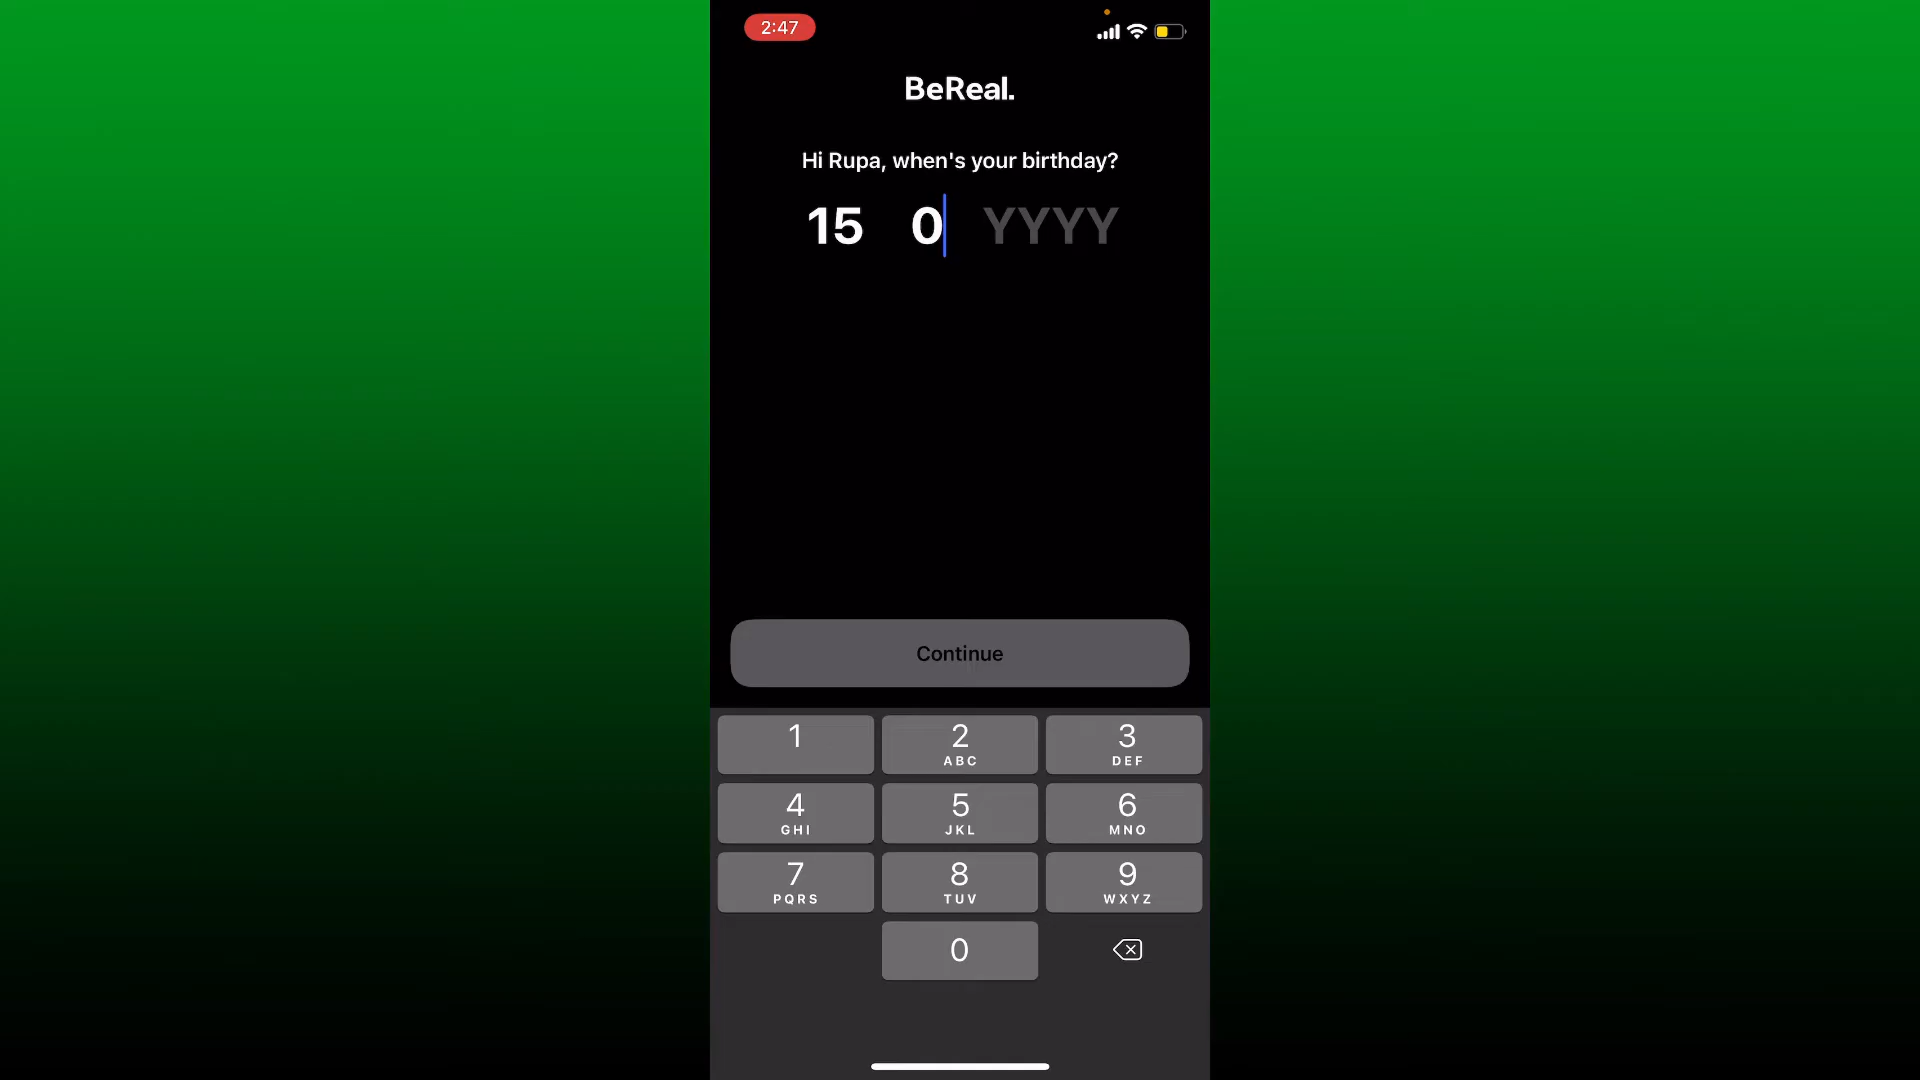 2:47
BeReal.
Hi Rupa, when's your birthday?
15 0 YYYY
Continue
1 2 3
ABC DEF
4 5 6
GHI JKL MNO
7 8 9
PQRS TUV WXYZ
0